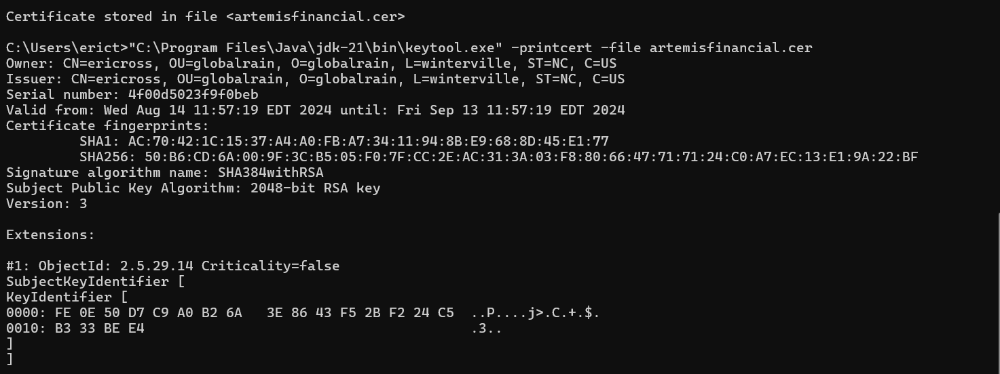 Certificate stored in file <artemisfinancial.cer>
C:\Users\erict>"C:\Program Files\Java\jdk-21\bin\keytool.exe" -printcert -file artemisfinancial.cer
Owner: CN=ericross, OU=globalrain, O=globalrain, L=winterville, ST=NC, C=US
Issuer: CN=ericross, OU=globalrain, O=globalrain, L=winterville, ST=NC, C=US
Serial number: 4f00d5023f9f0beb
Valid from: Wed Aug 14 11:57:19 EDT 2024 until: Fri Sep 13 11:57:19 EDT 2024
Certificate fingerprints:
         SHA1: AC:70:42:1C:15:37:A4:A0:FB:A7:34:11:94:8B:E9:68:8D:45:E1:77
         SHA256: 50:B6:CD:6A:00:9F:3C:B5:05:F0:7F:CC:2E:AC:31:3A:03:F8:80:66:47:71:71:24:C0:A7:EC:13:E1:9A:22:BF
Signature algorithm name: SHA384withRSA
Subject Public Key Algorithm: 2048-bit RSA key
Version: 3
Extensions:
#1: ObjectId: 2.5.29.14 Criticality=false
SubjectKeyIdentifier [
KeyIdentifier [
0000: FE 0E 50 D7 C9 A0 B2 6A   3E 86 43 F5 2B F2 24 C5  ..P....j>.C.+.$.
0010: B3 33 BE E4                                        .3..
]
]